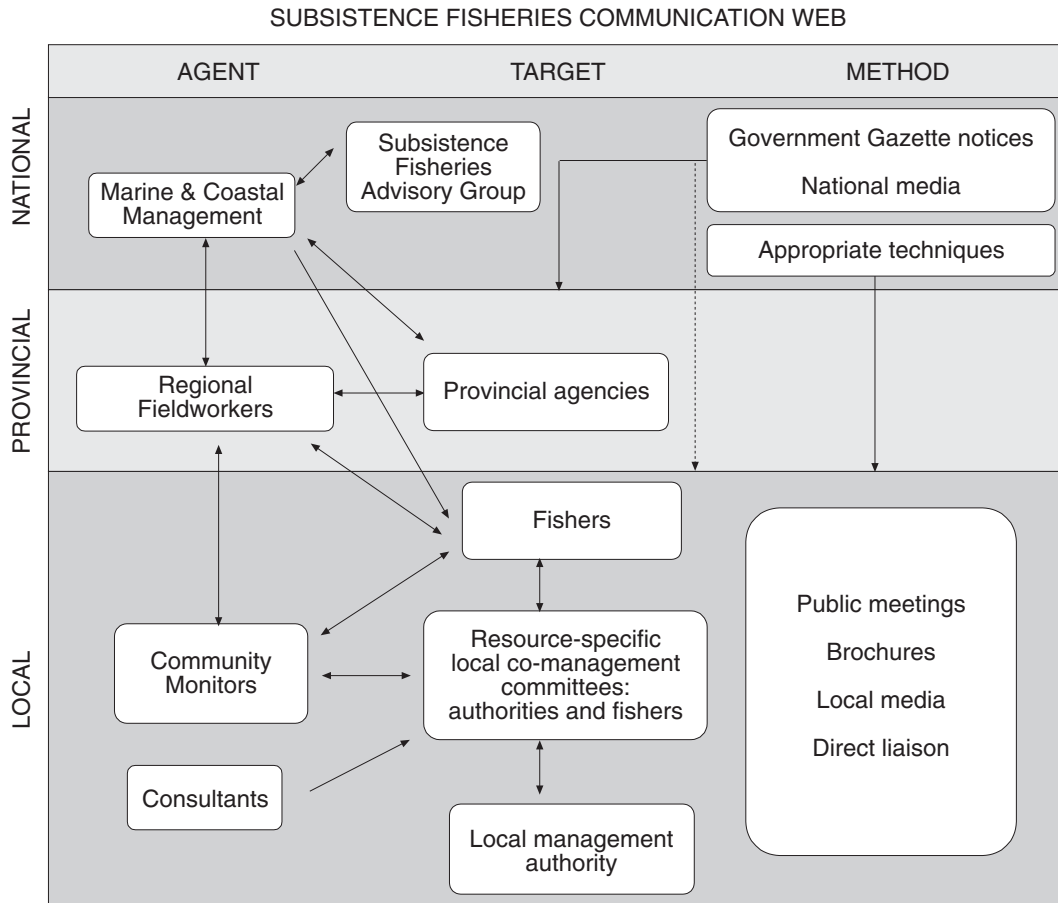 SUBSISTENCE FISHERIES COMMUNICATION WEB
AGENT
TARGET
METHOD
NATIONAL
Marine & Coastal
Management
Subsistence
Fisheries
Advisory Group
Government Gazette notices
National media
Appropriate techniques
PROVINCIAL
Regional
Fieldworkers
Provincial agencies
LOCAL
Fishers
Community
Monitors
Resource-specific
local co-management
committees:
authorities and fishers
Consultants
Local management
authority
Public meetings
Brochures
Local media
Direct liaison